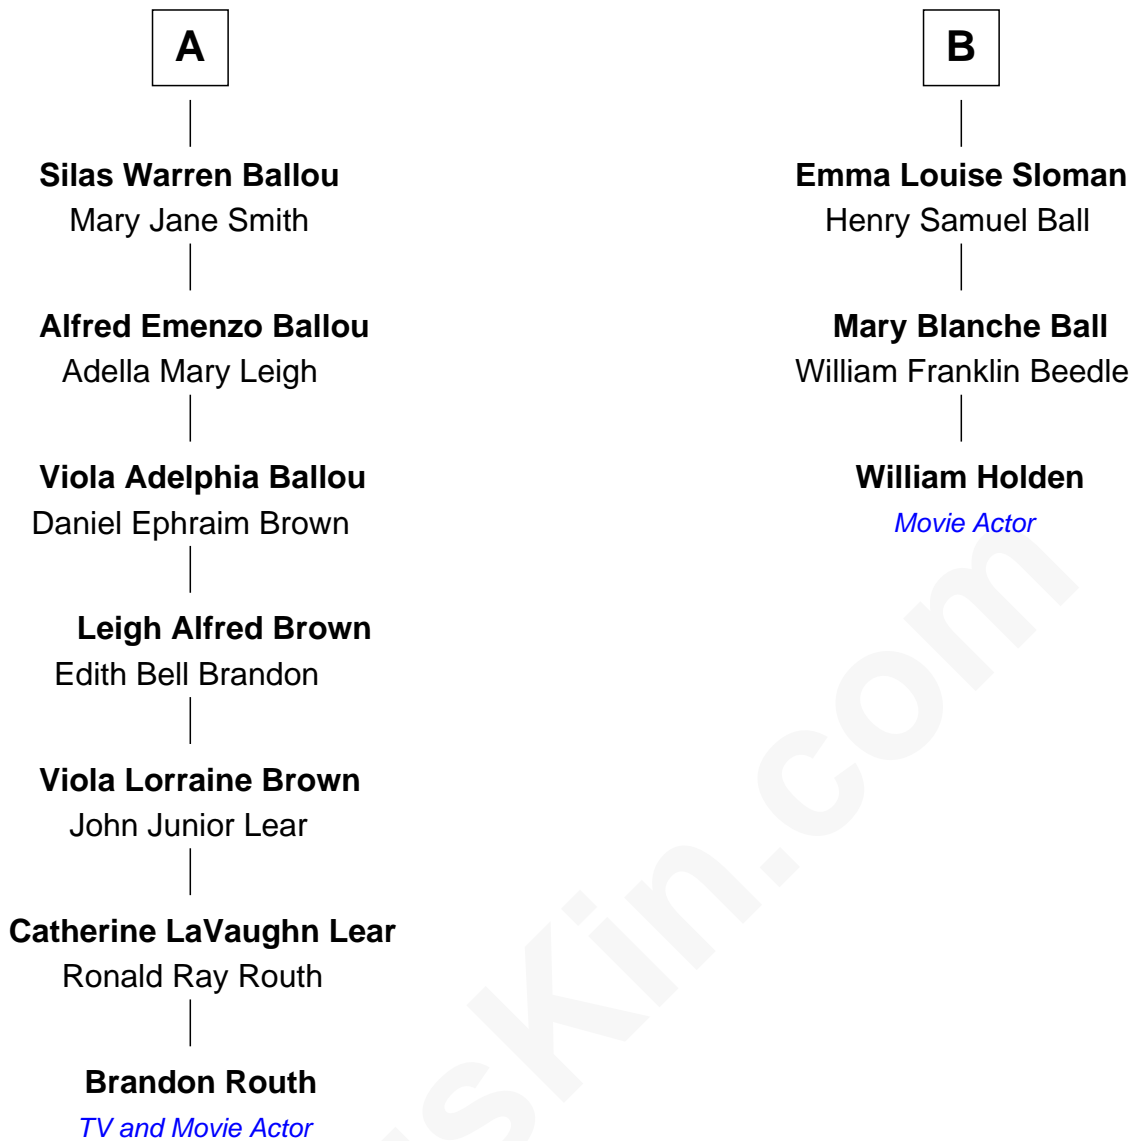 A
Silas Warren Ballou
Mary Jane Smith
Alfred Emenzo Ballou
Adella Mary Leigh
Viola Adelphia Ballou
Daniel Ephraim Brown
Leigh Alfred Brown
Edith Bell Brandon
Viola Lorraine Brown
John Junior Lear
Catherine LaVaughn Lear
Ronald Ray Routh
Brandon Routh
TV and Movie Actor
B
Emma Louise Sloman
Henry Samuel Ball
Mary Blanche Ball
William Franklin Beedle
William Holden
Movie Actor
usKin.com